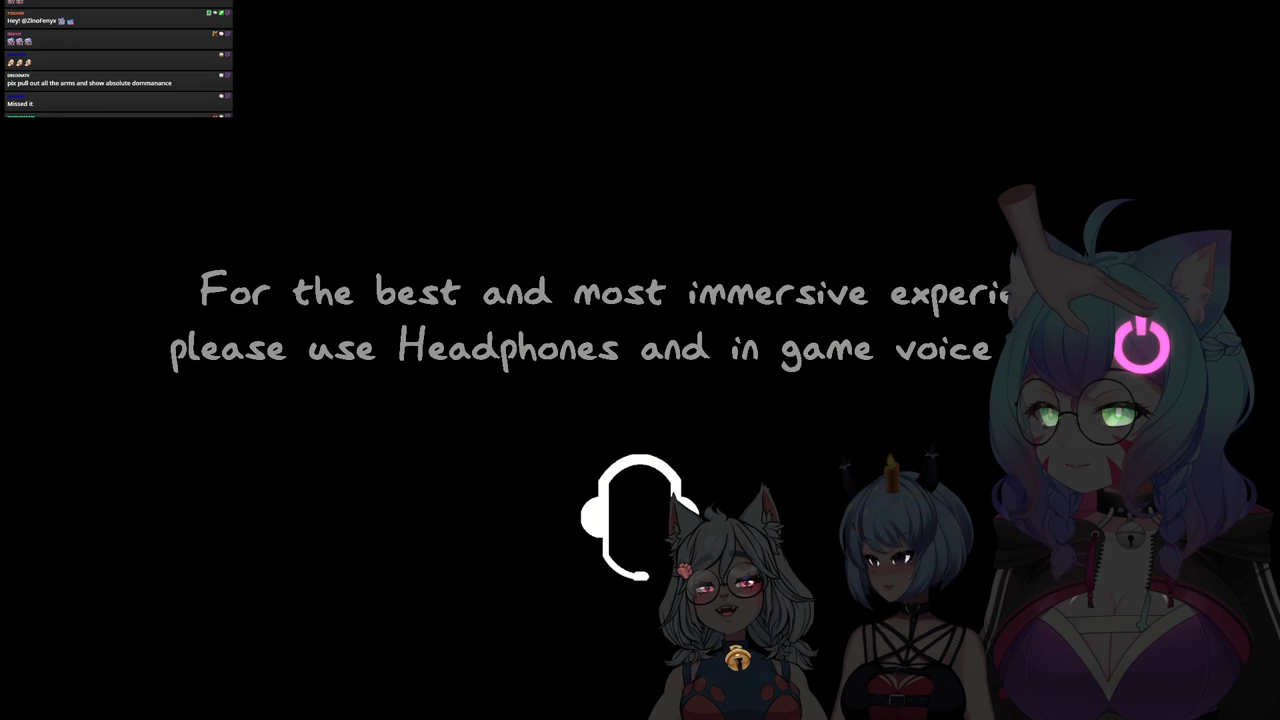 Hey! @ZinoFenyx
pix pull out all the arms and show absolute dommanance
Missed it
For the best and most immersive
please use Headphones and in game voice